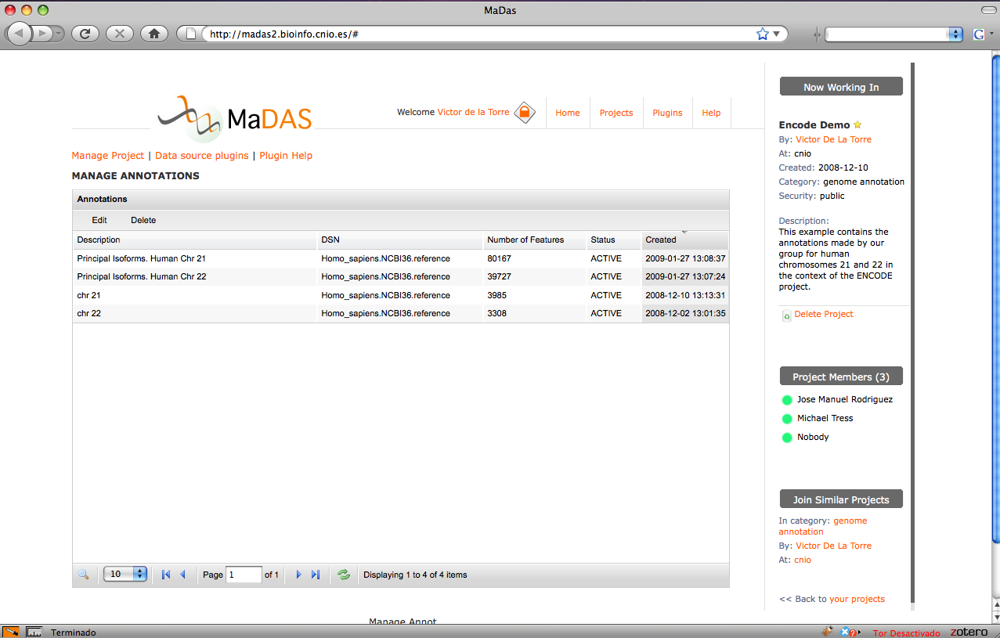 MaDas
http://madas2.bioinfo.cnio.es/#
G
MaDAS
Welcome Victor de la Torre
Home
Projects
Plugins
Help
Manage Project | Data source plugins | Plugin Help
MANAGE ANNOTATIONS
Annotations
Edit Delete
Description DSN Number of Features Status Created
Principal Isoforms. Human Chr 21 Homo_sapiens.NCBI36.reference 80167 ACTIVE 2009-01-27 13:08:37
Principal Isoforms. Human Chr 22 Homo_sapiens.NCBI36.reference 39727 ACTIVE 2009-01-27 13:07:24
chr 21 Homo_sapiens.NCBI36.reference 3985 ACTIVE 2008-12-10 13:13:31
chr 22 Homo_sapiens.NCBI36.reference 3308 ACTIVE 2008-12-02 13:01:35
10 Page 1 of 1 Displaying 1 to 4 of 4 items
Manage Annot
Now Working In
Encode Demo
By: Victor De La Torre
At: cnio
Created: 2008-12-10
Category: genome annotation
Security: public
Description:
This example contains the
annotations made by our
group for human
chromosomes 21 and 22 in
the context of the ENCODE
project.
Delete Project
Project Members (3)
Jose Manuel Rodriguez
Michael Tress
Nobody
Join Similar Projects
In category: genome
annotation
By: Victor De La Torre
At: cnio
<< Back to your projects
Terminado
Tor Desactivado
zotero